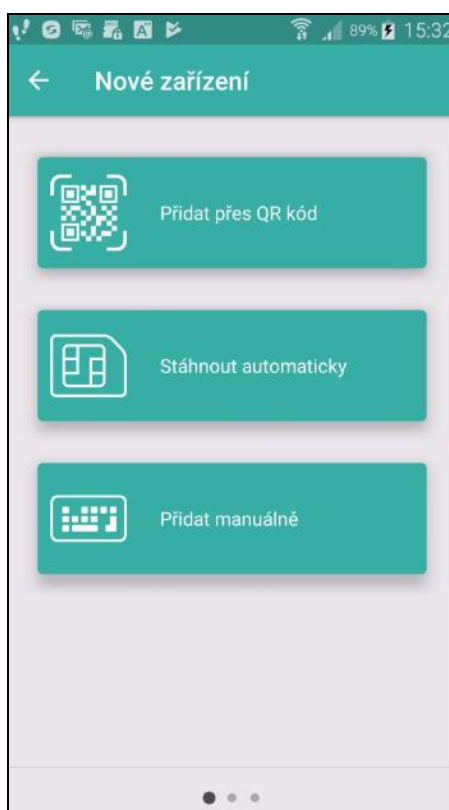 89% 15:32
Nové zařízení
Přidat přes QR kód
Stáhnout automaticky
Přidat manuálně